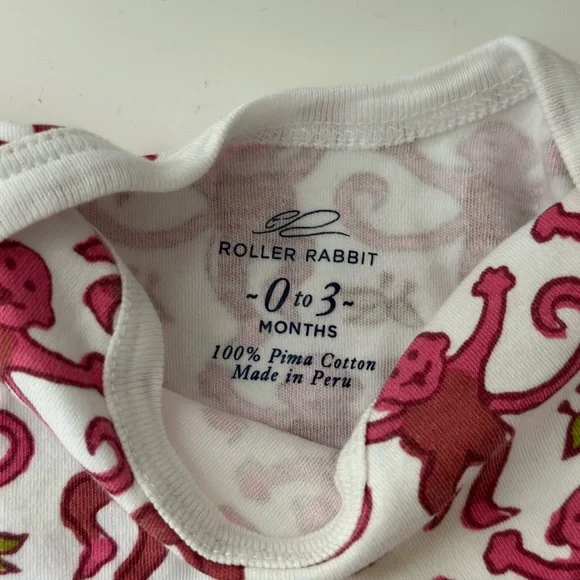 ROLLER RABBIT
~0 to 3~
MONTHS
100% Pima Cotton
Made in Peru